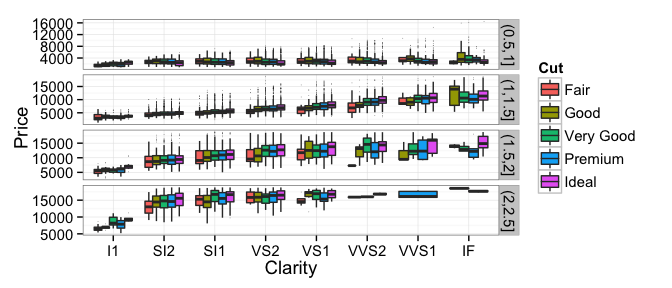 16000
12000
8000
4000
(0.5, 1]
15000
10000
5000
(1,1.5]
15000
10000
5000
(1.5,2]
15000
10000
5000
(2,2.5]
Price
I1 SI2 SI1 VS2 VS1 VVS2 VVS1 IF
Clarity
Cut
Fair
Good
Very Good
Premium
Ideal